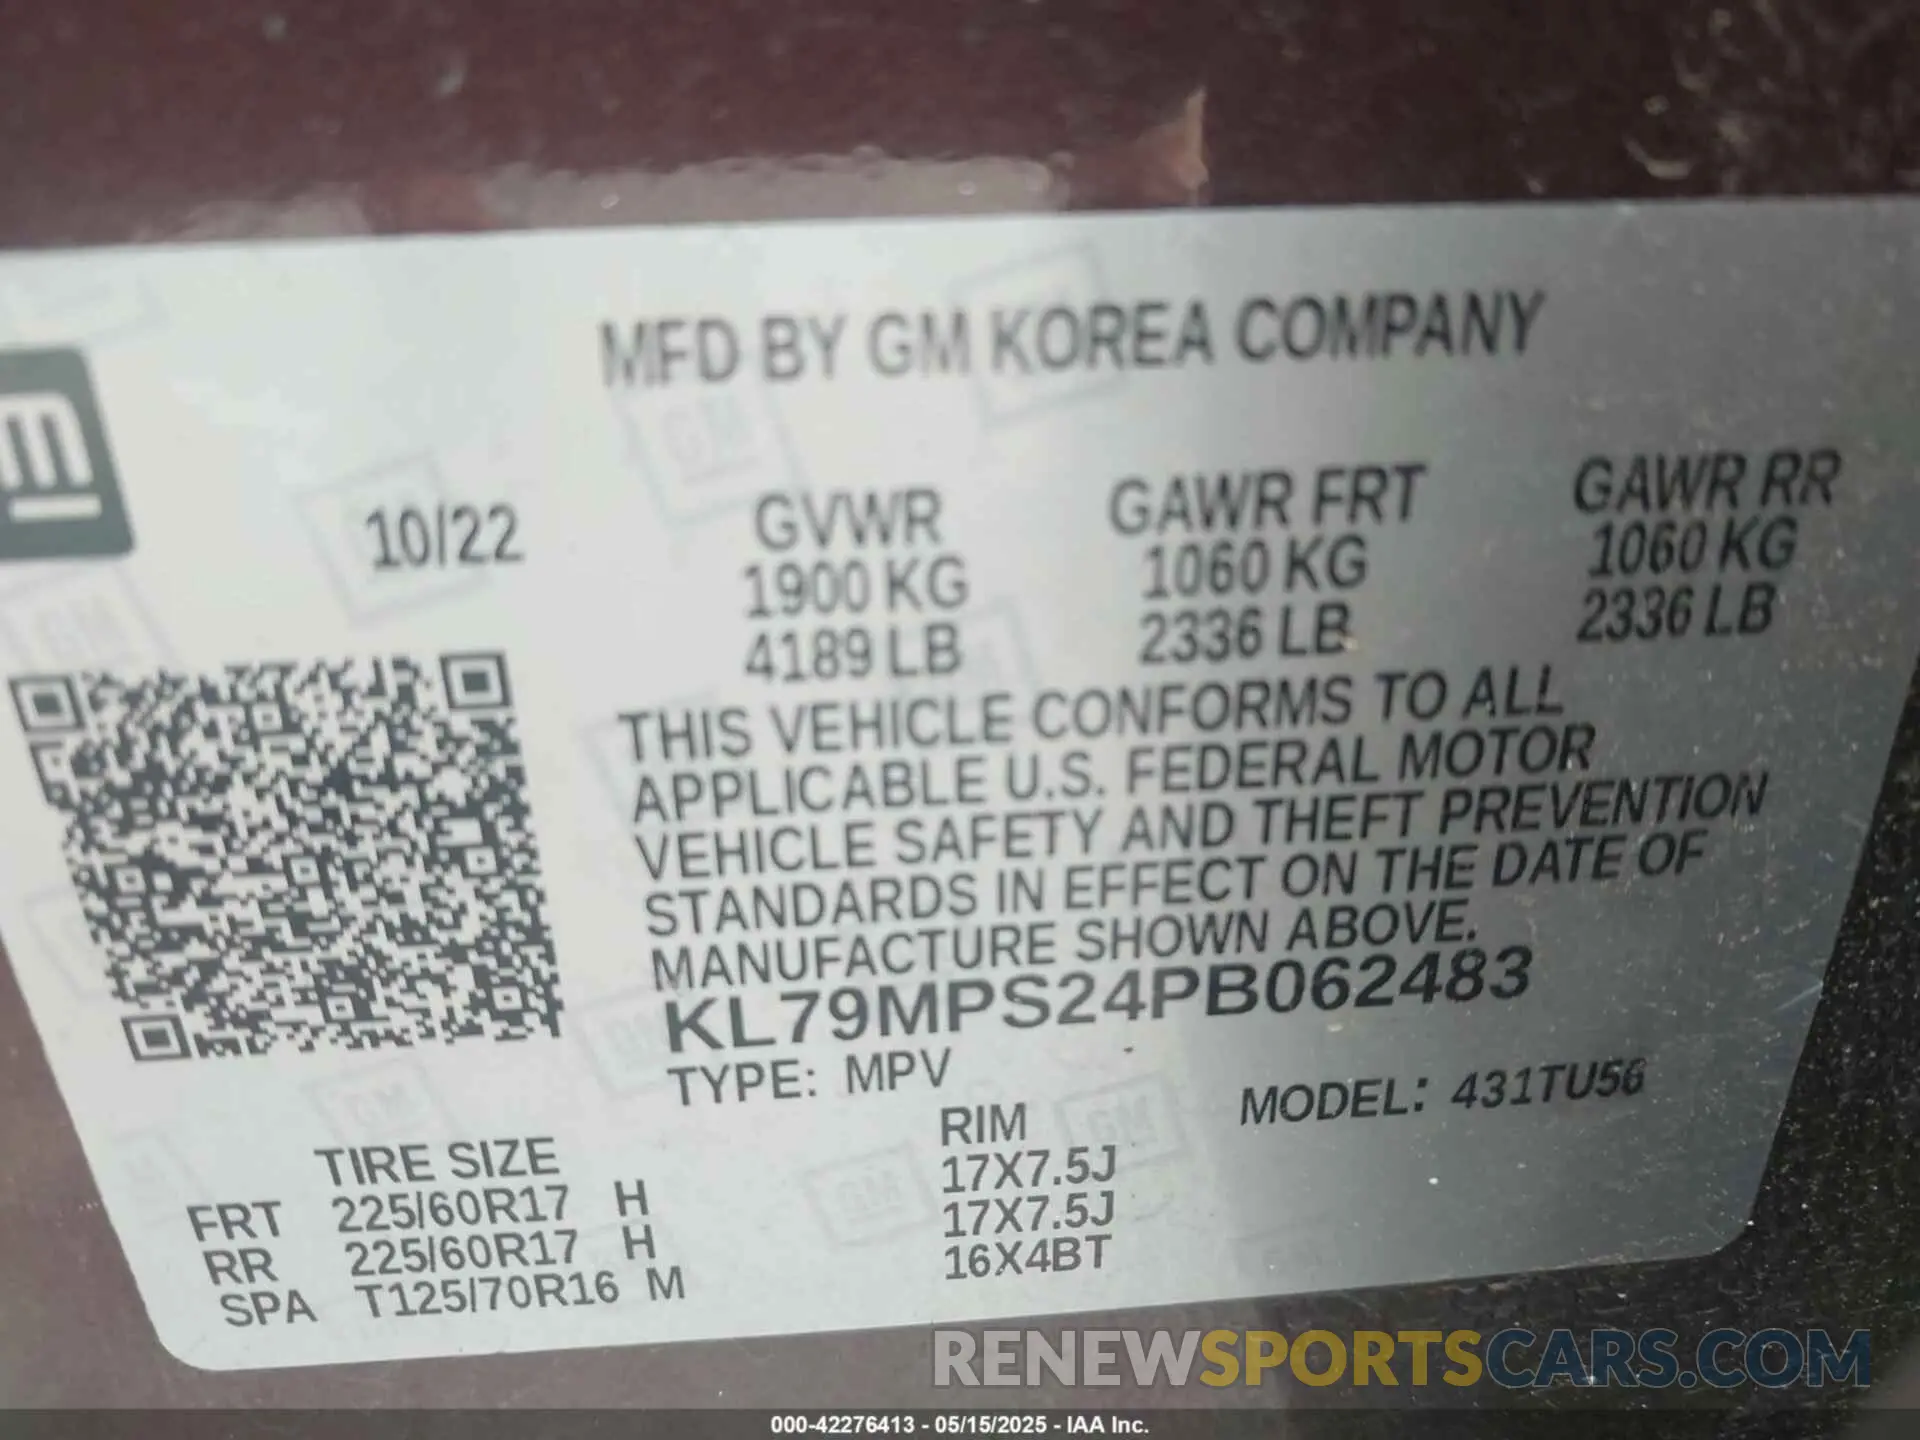 MFD BY GM KOREA COMPANY
10/22
GVWR GAWR FRT GAWR RR
1900 KG 1060 KG 1060 KG
4189 LB 2336 LB 2336 LB
THIS VEHICLE CONFORMS TO ALL
APPLICABLE U.S. FEDERAL MOTOR
VEHICLE SAFETY AND THEFT PREVENTION
STANDARDS IN EFFECT ON THE DATE OF
MANUFACTURE SHOWN ABOVE.
KL79MPS24PB062483
TYPE: MPV MODEL: 431TU56
TIRE SIZE RIM
FRT 225/60R17 H 17X7.5J
RR 225/60R17 H 17X7.5J
SPA T125/70R16 M 16X4BT
RENEWSPORTSCARS.COM
000-42276413 - 05/15/2025 - IAA Inc.